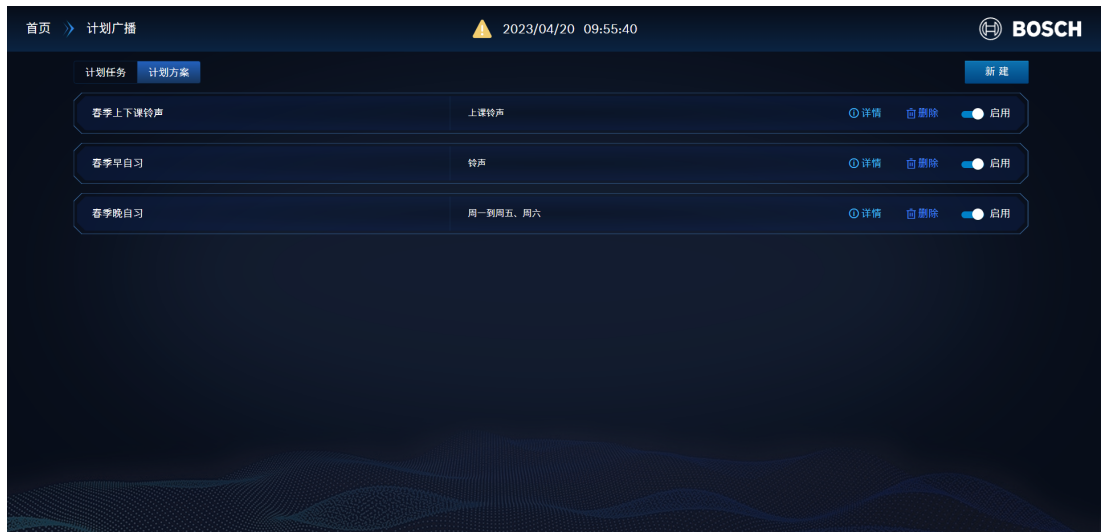 首页 计划广播 2023/04/20 09:55:40 BOSCH
计划任务 计划方案 新 建
春季上下课铃声 上课铃声 详情 删除 启用
春季早自习 铃声 详情 删除 启用
春季晚自习 周一到周五、周六 详情 删除 启用